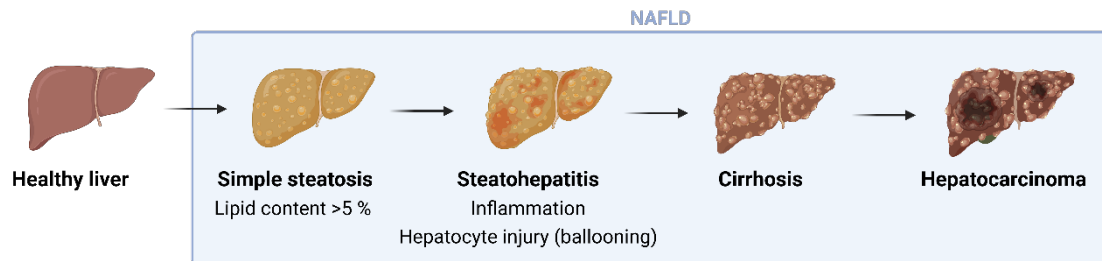 NAFLD
Healthy liver
Simple steatosis
Lipid content >5 %
Steatohepatitis
Inflammation
Hepatocyte injury (ballooning)
Cirrhosis
Hepatocarcinoma